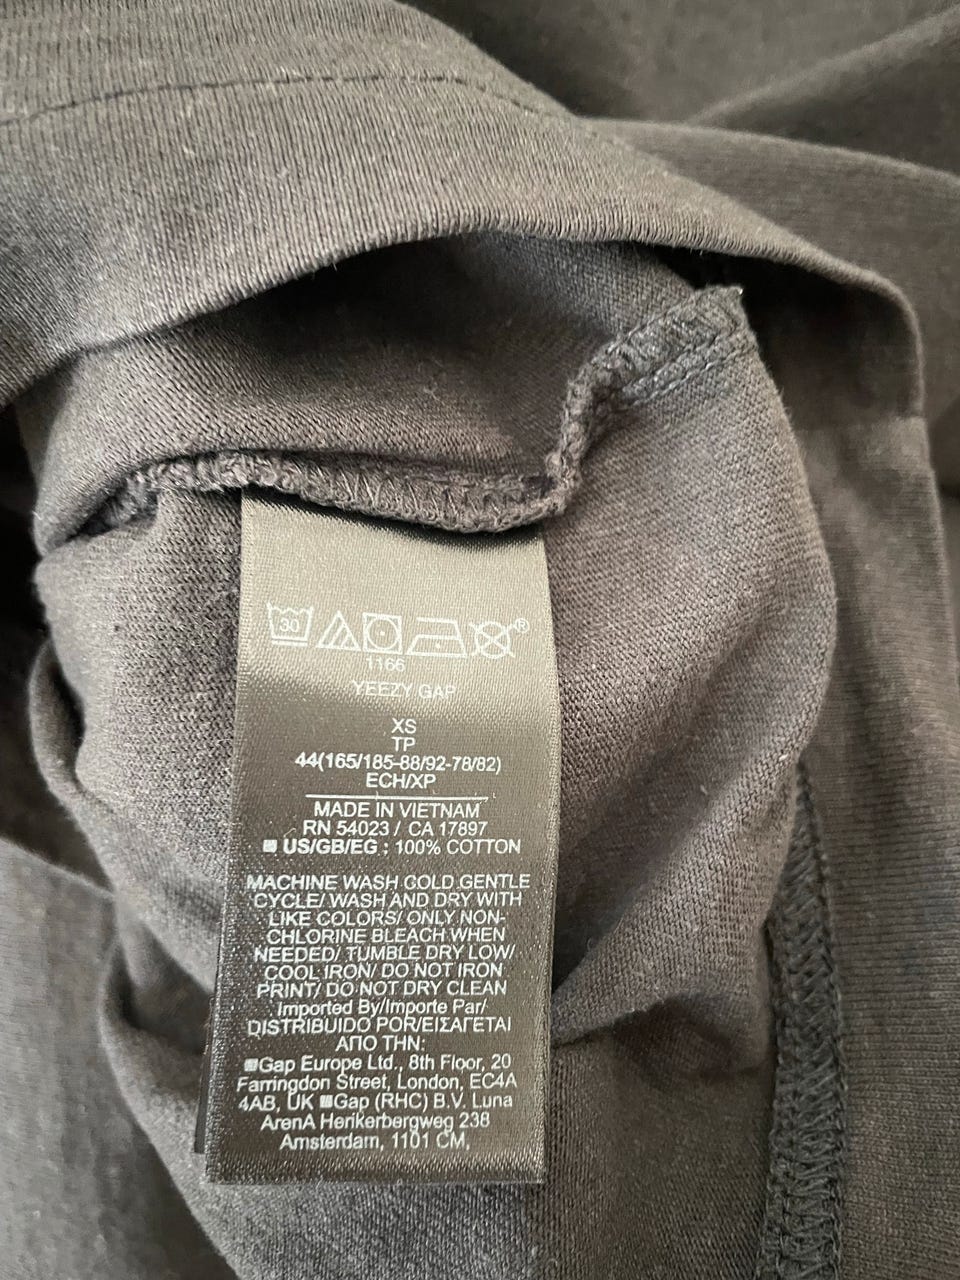 30 ®
1166
YEEZY GAP
XS
TP
44(165/185-88/92-78/82)
ECH/XP
MADE IN VIETNAM
RN 54023 / CA 17897
US/GB/EG : 100% COTTON
MACHINE WASH COLD GENTLE
CYCLE/ WASH AND DRY WITH
LIKE COLORS/ ONLY NON-
CHLORINE BLEACH WHEN
NEEDED/ TUMBLE DRY LOW/
COOL IRON/ DO NOT IRON
PRINT/ DO NOT DRY CLEAN
Imported By/Importe Par/
DISTRIBUIDO POR/ΕΙΣΑΓΕΤΑΙ
ΑΠΟ ΤΗΝ:
Gap Europe Ltd., 8th Floor, 20
Farringdon Street, London, EC4A
4AB, UK Gap (RHC) B.V. Luna
ArenA Herikerbergweg 238
Amsterdam, 1101 CM,